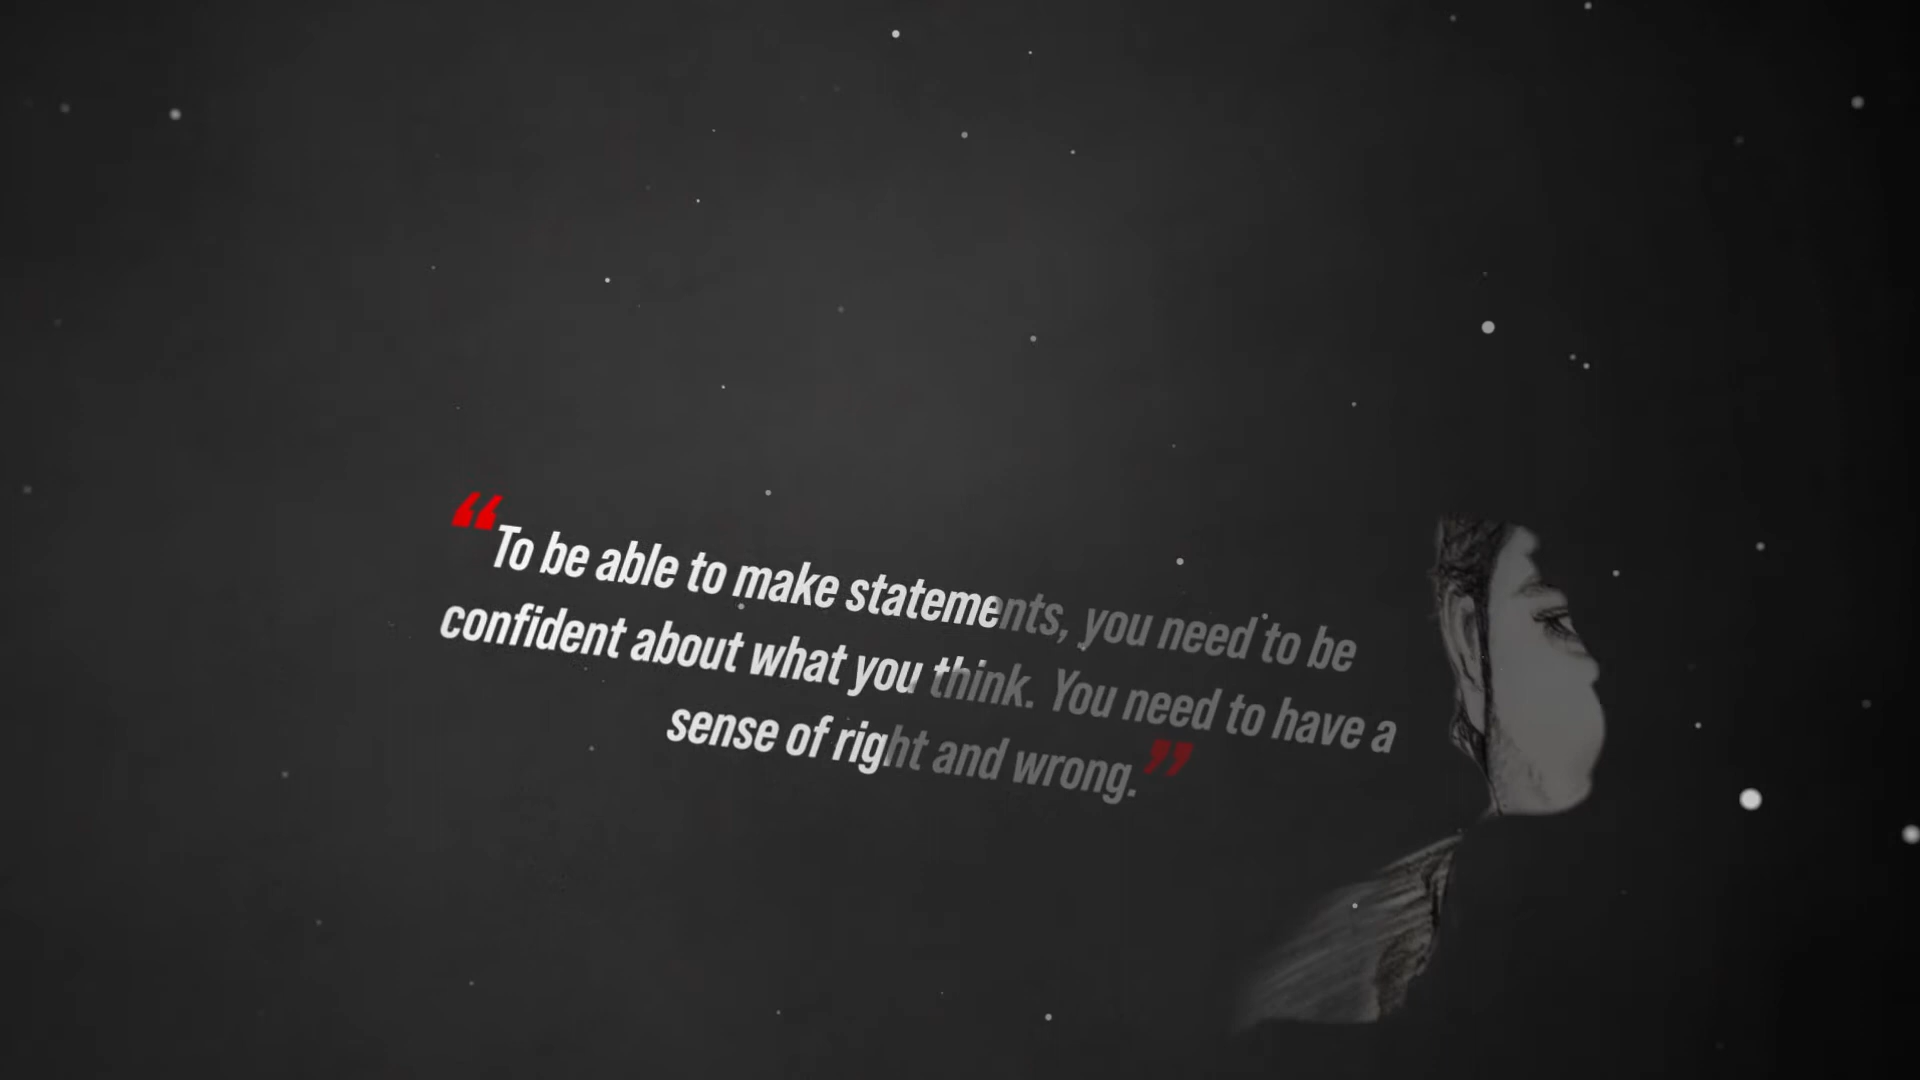 “To be able to make statements, you need to be
confident about what you think. You need to have a
sense of right and wrong.”